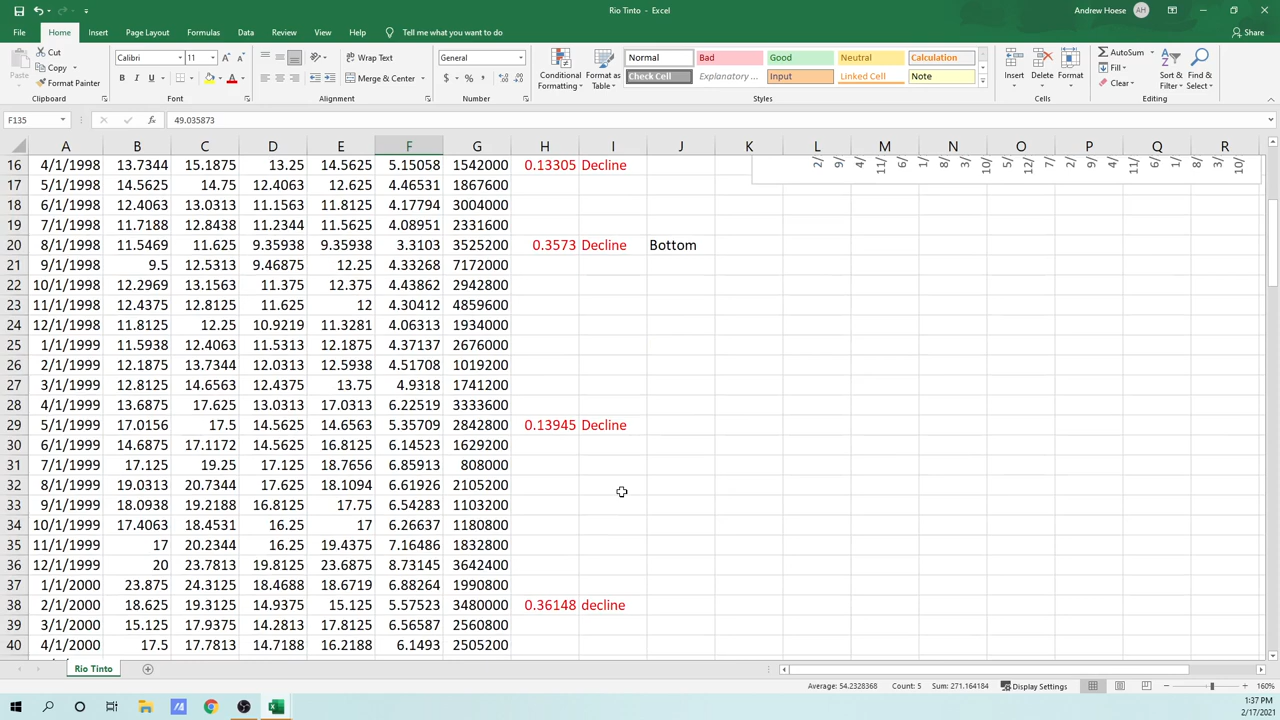 Rio Tinto - Excel
Andrew Hoese AH
File Home Insert Page Layout Formulas Data Review View Help Tell me what you want to do Share
Paste Cut Copy Format Painter Clipboard
Calibri 11 A A B I U A Font
Wrap Text Merge & Center Alignment
General $ % , Number
Conditional Formatting Format as Table Normal Bad Good Neutral Calculation
Check Cell Explanatory ... Input Linked Cell Note Styles
Insert Delete Format Cells
AutoSum Fill Clear Sort & Filter Find & Select Editing
F135 fx 49.035873
A B C D E F G H I J K L M N O P Q R
16 4/1/1998 13.7344 15.1875 13.25 14.5625 5.15058 1542000 0.13305 Decline 2/ 9/ 4/ 11/ 6/ 1/ 8/ 3/ 10/ 5/ 12/ 7/ 2/ 9/ 4/ 11/ 6/ 1/ 8/ 3/ 10/
17 5/1/1998 14.5625 14.75 12.4063 12.625 4.46531 1867600
18 6/1/1998 12.4063 13.0313 11.1563 11.8125 4.17794 3004000
19 7/1/1998 11.7188 12.8438 11.2344 11.5625 4.08951 2331600
20 8/1/1998 11.5469 11.625 9.35938 9.35938 3.3103 3525200 0.3573 Decline Bottom
21 9/1/1998 9.5 12.5313 9.46875 12.25 4.33268 7172000
22 10/1/1998 12.2969 13.1563 11.375 12.375 4.43862 2942800
23 11/1/1998 12.4375 12.8125 11.625 12 4.30412 4859600
24 12/1/1998 11.8125 12.25 10.9219 11.3281 4.06313 1934000
25 1/1/1999 11.5938 12.4063 11.5313 12.1875 4.37137 2676000
26 2/1/1999 12.1875 13.7344 12.0313 12.5938 4.51708 1019200
27 3/1/1999 12.8125 14.6563 12.4375 13.75 4.9318 1741200
28 4/1/1999 13.6875 17.625 13.0313 17.0313 6.22519 3333600
29 5/1/1999 17.0156 17.5 14.5625 14.6563 5.35709 2842800 0.13945 Decline
30 6/1/1999 14.6875 17.1172 14.5625 16.8125 6.14523 1629200
31 7/1/1999 17.125 19.25 17.125 18.7656 6.85913 808000
32 8/1/1999 19.0313 20.7344 17.625 18.1094 6.61926 2105200
33 9/1/1999 18.0938 19.2188 16.8125 17.75 6.54283 1103200
34 10/1/1999 17.4063 18.4531 16.25 17 6.26637 1180800
35 11/1/1999 17 20.2344 16.25 19.4375 7.16486 1832800
36 12/1/1999 20 23.7813 19.8125 23.6875 8.73145 3642400
37 1/1/2000 23.875 24.3125 18.4688 18.6719 6.88264 1990800
38 2/1/2000 18.625 19.3125 14.9375 15.125 5.57523 3480000 0.36148 decline
39 3/1/2000 15.125 17.9375 14.2813 17.8125 6.56587 2560800
40 4/1/2000 17.5 17.7813 14.7188 16.2188 6.1493 2505200
Rio Tinto
Average: 54.2328368 Count: 5 Sum: 271.164184 Display Settings 160%
1:37 PM
2/17/2021